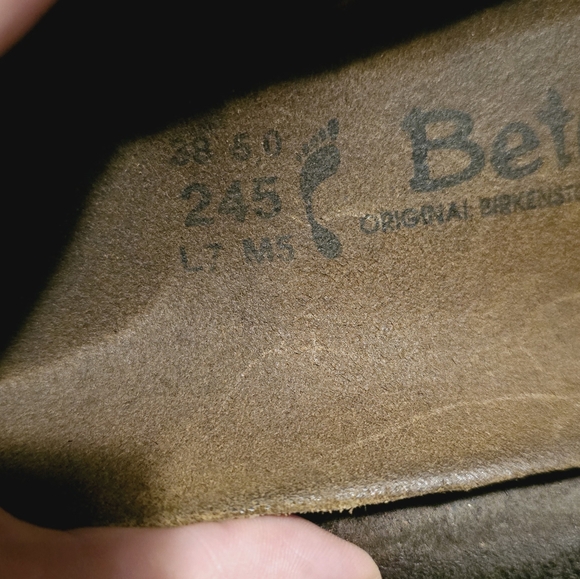 38 5.0
245
L7 M5
Bet
ORIGINAL BIRKENST